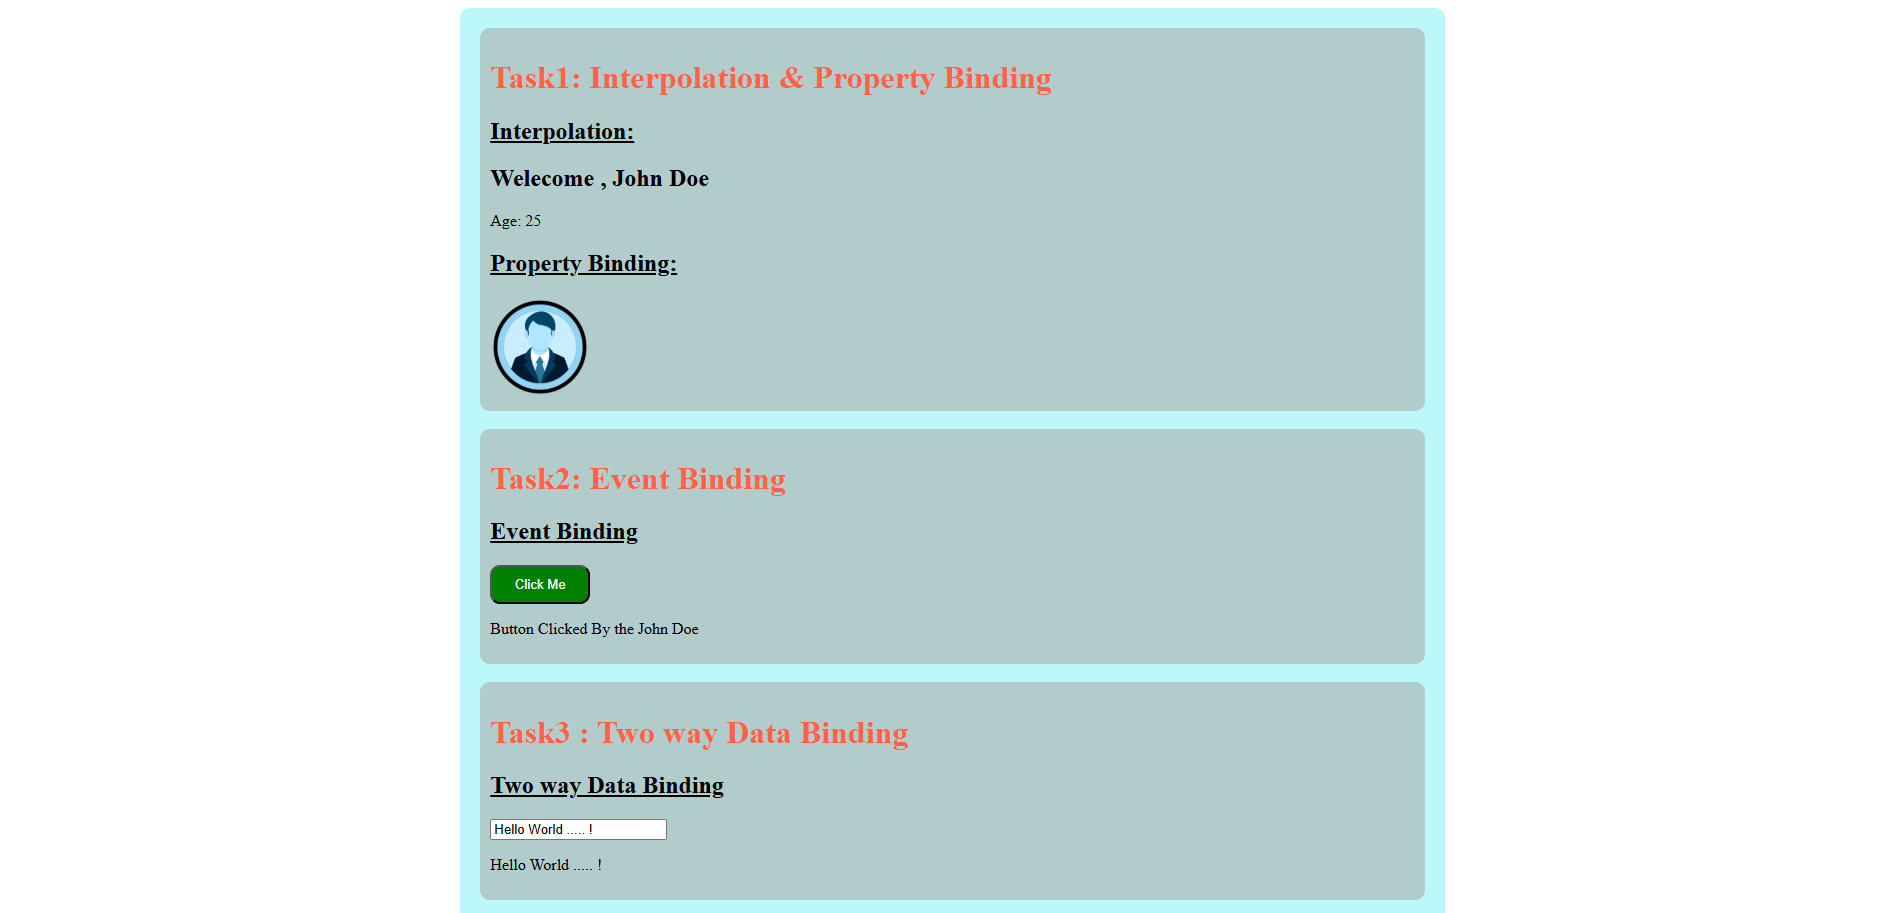 Task1: Interpolation & Property Binding
Interpolation:
Welecome , John Doe
Age: 25
Property Binding:
Task2: Event Binding
Event Binding
Click Me
Button Clicked By the John Doe
Task3 : Two way Data Binding
Two way Data Binding
Hello World ..... !
Hello World ..... !